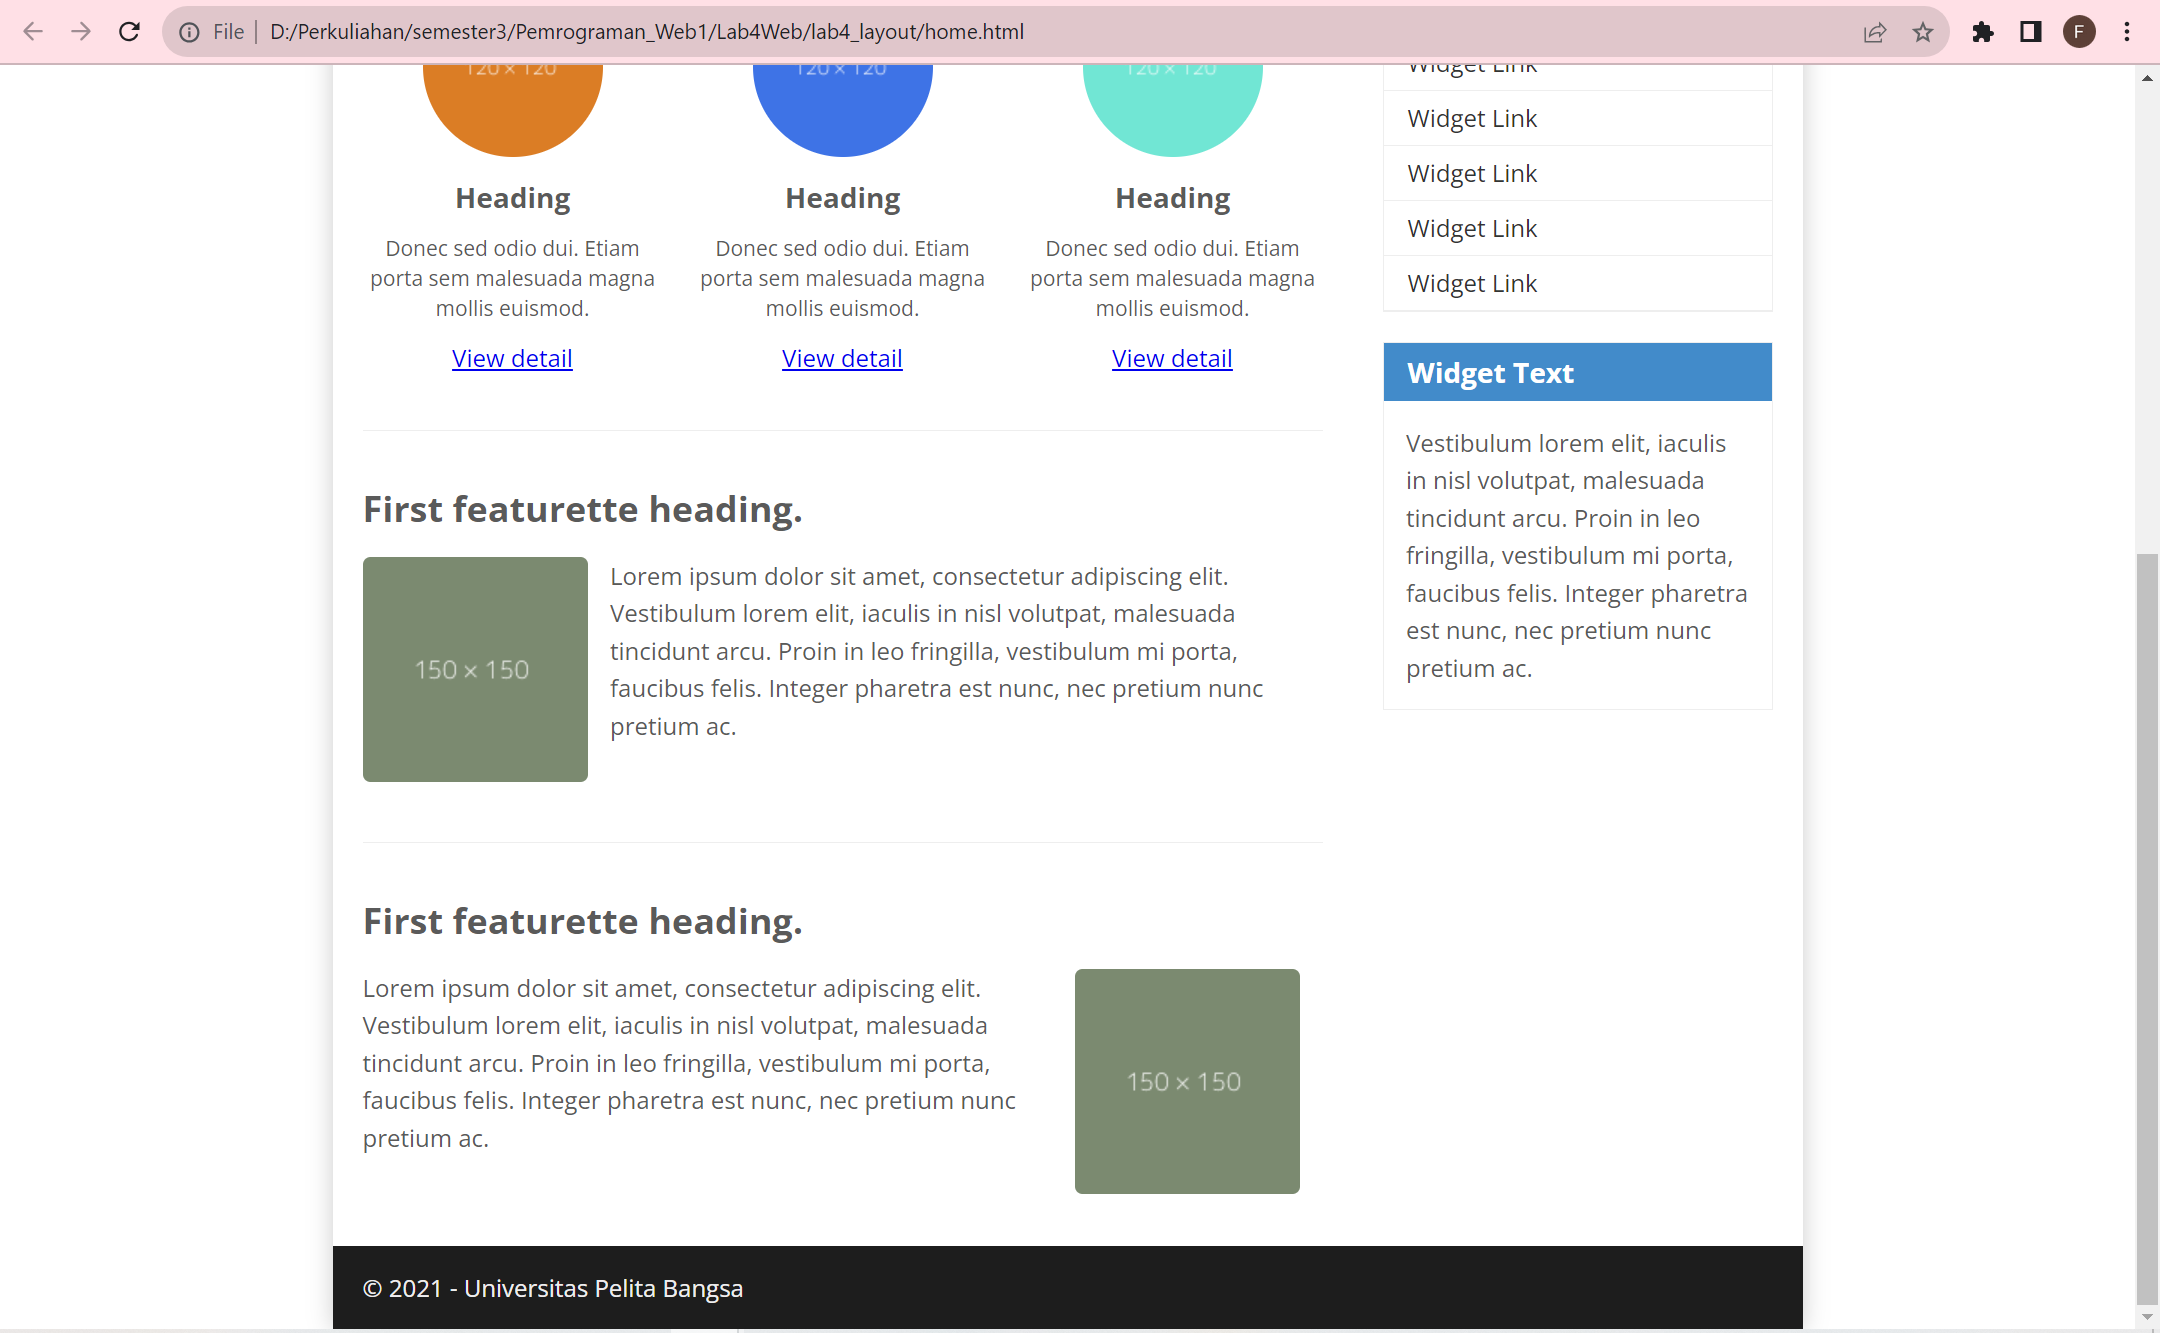 File
D:/Perkuliahan/semester3/Pemrograman_Web1/Lab4Web/lab4_layout/home.html
F
120 × 120
120 × 120
120 × 120
Heading
Donec sed odio dui. Etiam
porta sem malesuada magna
mollis euismod.
View detail
Heading
Donec sed odio dui. Etiam
porta sem malesuada magna
mollis euismod.
View detail
Heading
Donec sed odio dui. Etiam
porta sem malesuada magna
mollis euismod.
View detail
First featurette heading.
150 × 150
Lorem ipsum dolor sit amet, consectetur adipiscing elit.
Vestibulum lorem elit, iaculis in nisl volutpat, malesuada
tincidunt arcu. Proin in leo fringilla, vestibulum mi porta,
faucibus felis. Integer pharetra est nunc, nec pretium nunc
pretium ac.
First featurette heading.
Lorem ipsum dolor sit amet, consectetur adipiscing elit.
Vestibulum lorem elit, iaculis in nisl volutpat, malesuada
tincidunt arcu. Proin in leo fringilla, vestibulum mi porta,
faucibus felis. Integer pharetra est nunc, nec pretium nunc
pretium ac.
150 × 150
Widget Link
Widget Link
Widget Link
Widget Link
Widget Link
Widget Text
Vestibulum lorem elit, iaculis
in nisl volutpat, malesuada
tincidunt arcu. Proin in leo
fringilla, vestibulum mi porta,
faucibus felis. Integer pharetra
est nunc, nec pretium nunc
pretium ac.
© 2021 - Universitas Pelita Bangsa